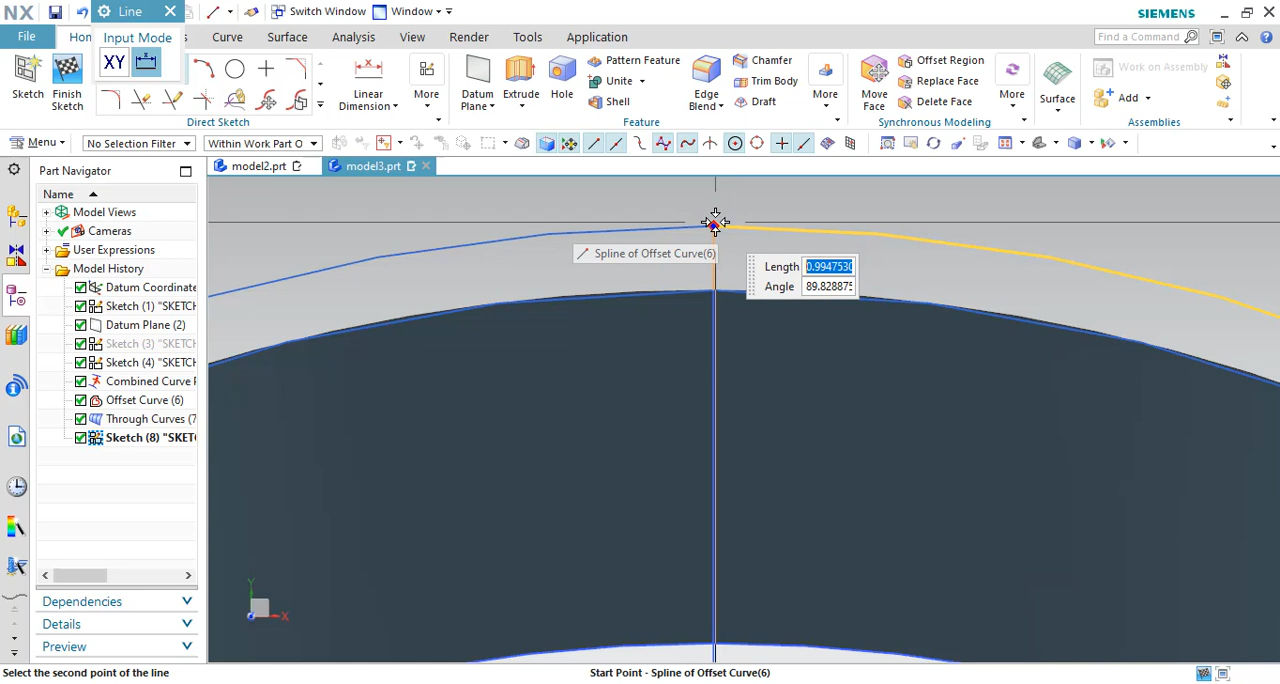 NX
Line
Switch Window
Window
SIEMENS
File
Hon
s
Curve
Surface
Analysis
View
Render
Tools
Application
Find a Command
Input Mode
XY
Sketch
Finish Sketch
Linear Dimension
More
Direct Sketch
Datum Plane
Extrude
Hole
Pattern Feature
Unite
Shell
Edge Blend
Chamfer
Trim Body
Draft
More
Feature
Move Face
Offset Region
Replace Face
Delete Face
More
Synchronous Modeling
Surface
Work on Assembly
Add
Assemblies
Menu
No Selection Filter
Within Work Part O
Part Navigator
model2.prt
model3.prt
Name
Model Views
Cameras
User Expressions
Model History
Datum Coordinate
Sketch (1) "SKETCH
Datum Plane (2)
Sketch (3) "SKETCH
Sketch (4) "SKETCH
Combined Curve P
Offset Curve (6)
Through Curves (7
Sketch (8) "SKETC
Dependencies
Details
Preview
Spline of Offset Curve(6)
Length 0.9947530
Angle 89.828875
Y
X
Select the second point of the line
Start Point - Spline of Offset Curve(6)